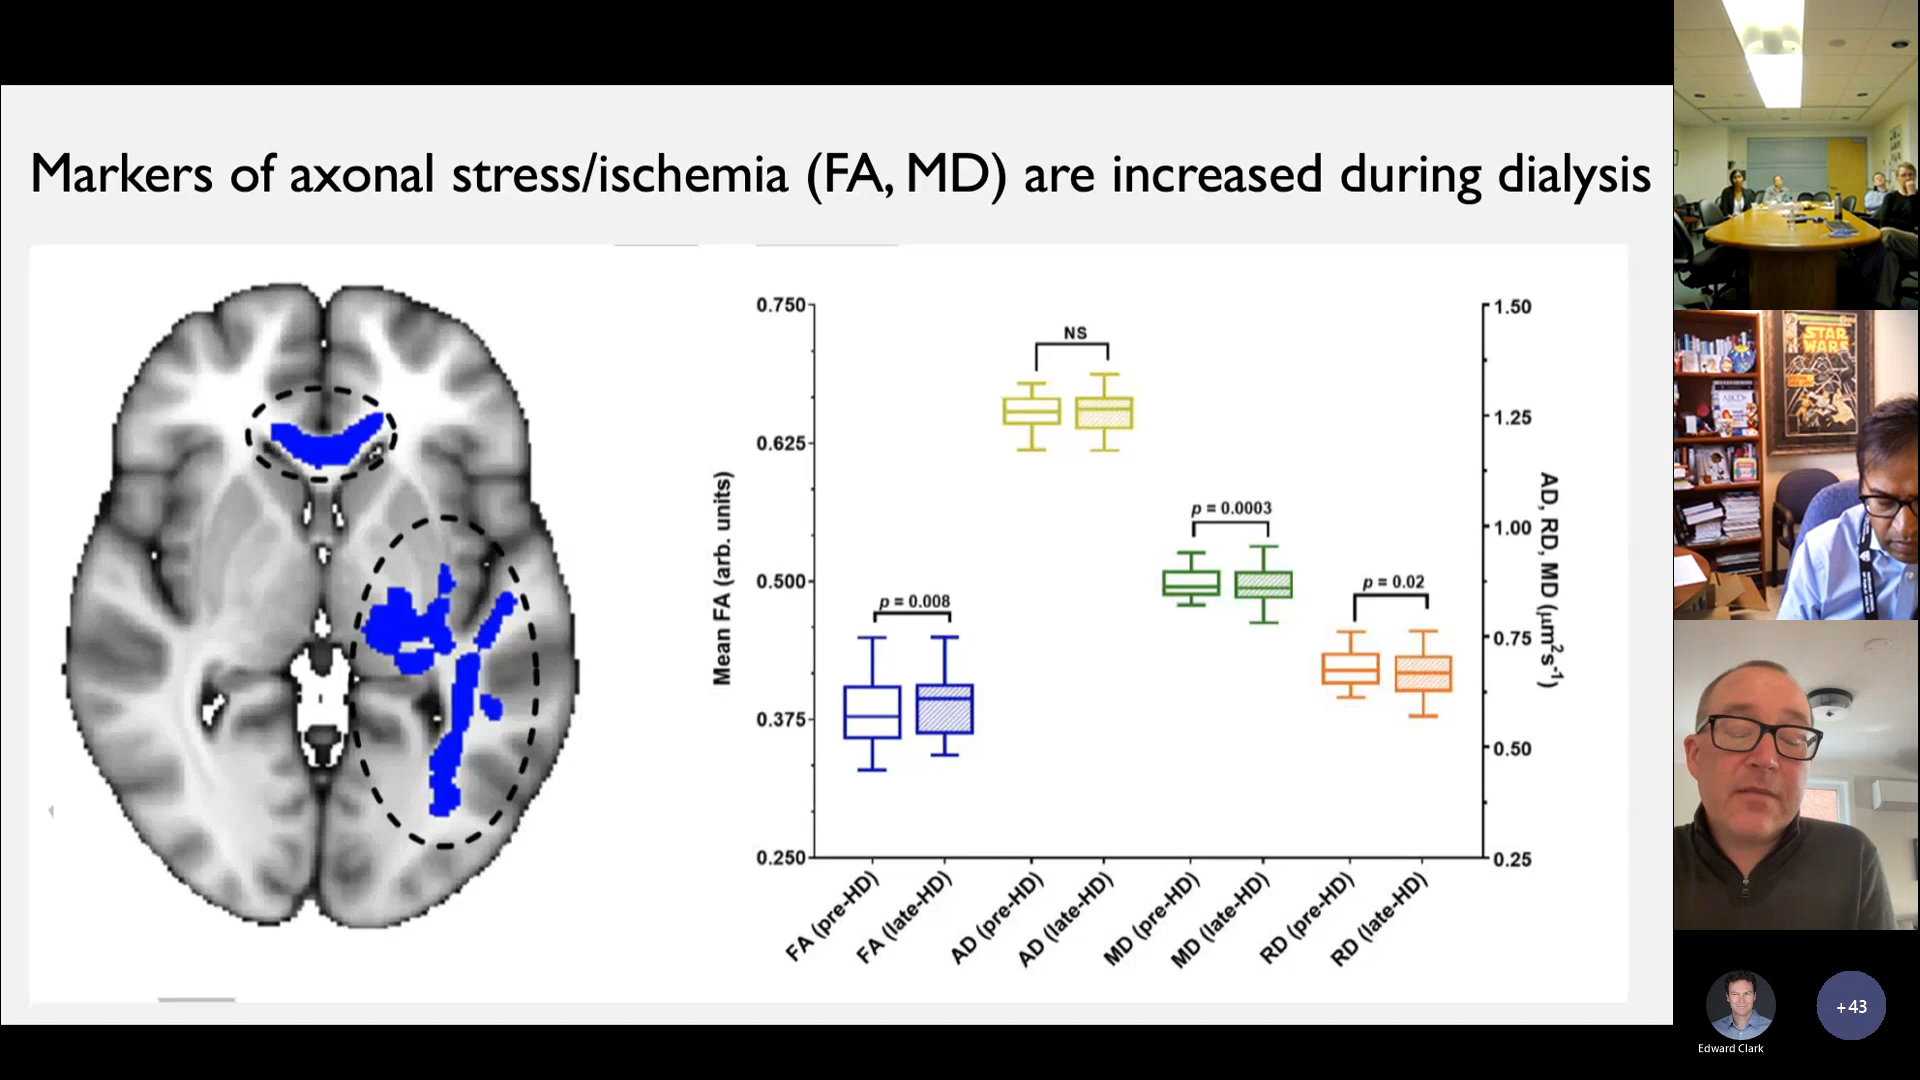 Markers of axonal stress/ischemia (FA, MD) are increased during dialysis
0.750
0.625
0.500
0.375
0.250
Mean FA (arb. units)
NS
p = 0.008
p = 0.0003
p = 0.02
1.50
1.25
1.00
0.75
0.50
0.25
AD, RD, MD (μm²s⁻¹)
FA (pre-HD)
FA (late-HD)
AD (pre-HD)
AD (late-HD)
MD (pre-HD)
MD (late-HD)
RD (pre-HD)
RD (late-HD)
STAR
WARS
AJKD
Edward Clark
+43